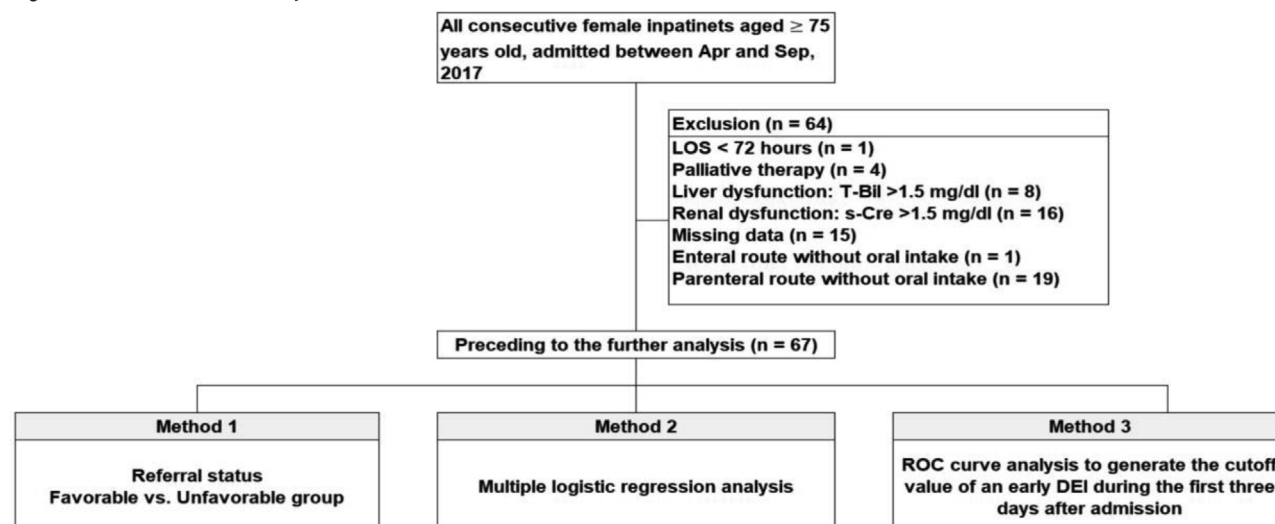 All consecutive female inpatinets aged ≥ 75
years old, admitted between Apr and Sep,
2017
Exclusion (n = 64)
LOS < 72 hours (n = 1)
Palliative therapy (n = 4)
Liver dysfunction: T-Bil >1.5 mg/dl (n = 8)
Renal dysfunction: s-Cre >1.5 mg/dl (n = 16)
Missing data (n = 15)
Enteral route without oral intake (n = 1)
Parenteral route without oral intake (n = 19)
Preceding to the further analysis (n = 67)
Method 1
Referral status
Favorable vs. Unfavorable group
Method 2
Multiple logistic regression analysis
Method 3
ROC curve analysis to generate the cutoff
value of an early DEI during the first three
days after admission